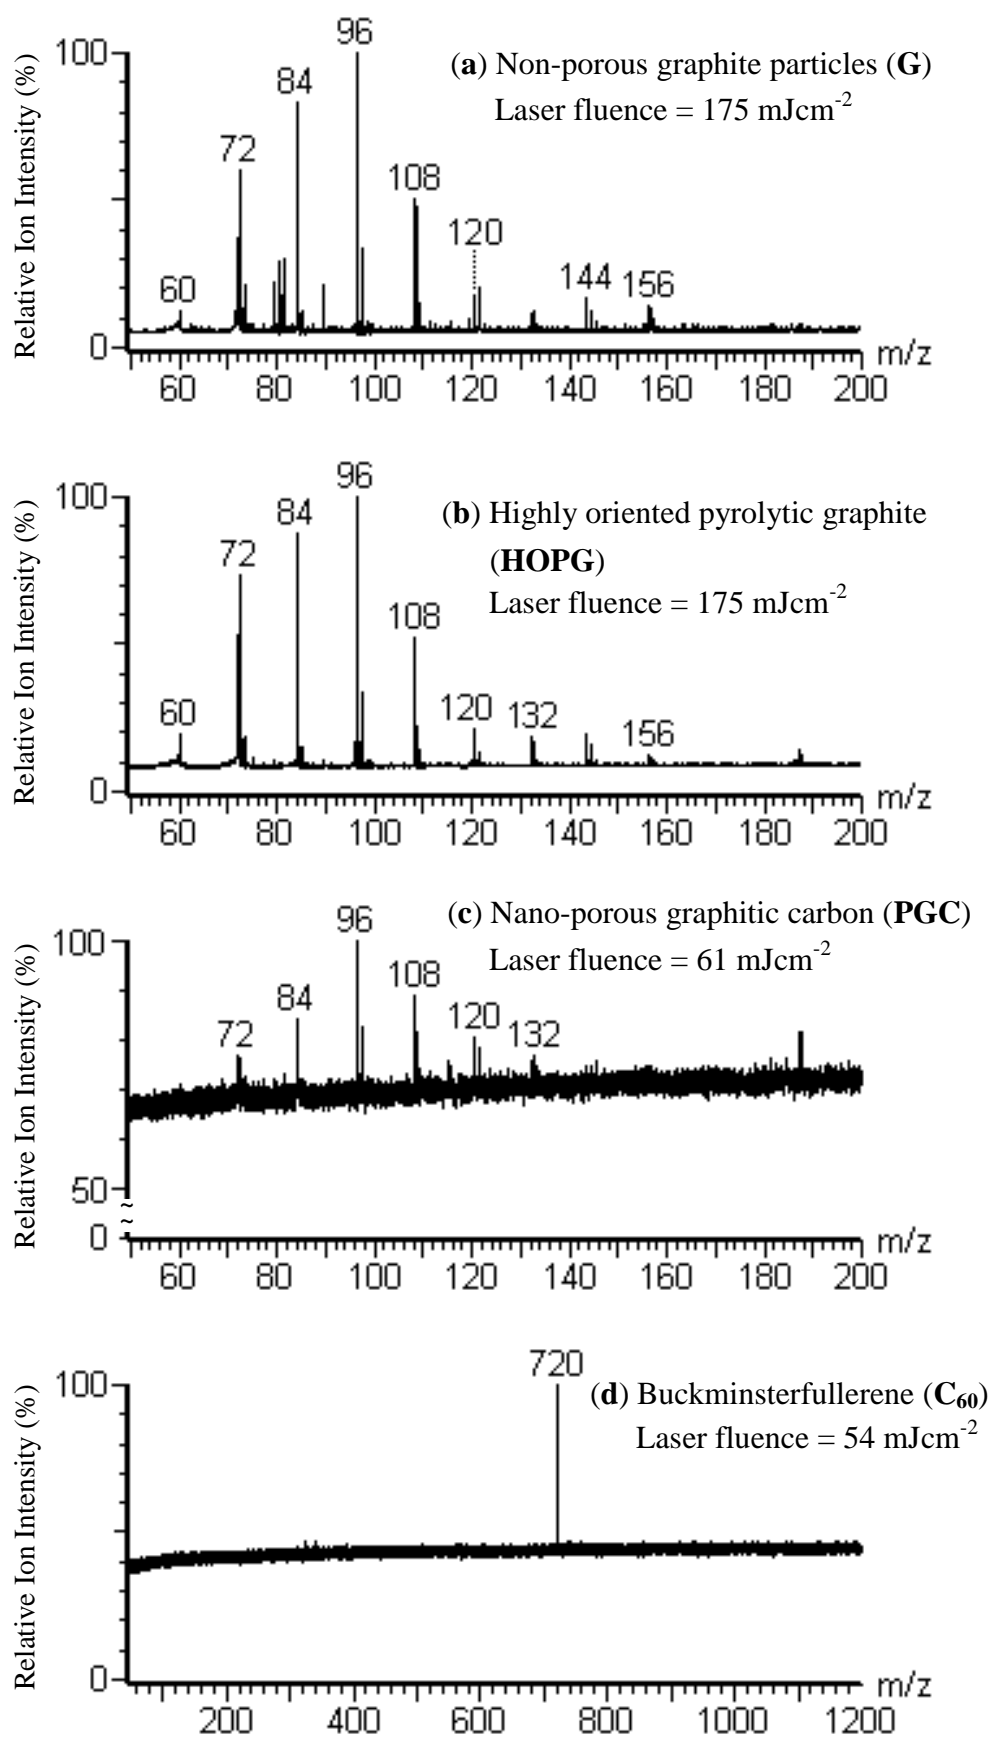 96
100
(a) Non-porous graphite particles (G)
84
Laser fluence = 175 mJcm-2
72
108
120
60
144
156
0
m/z
60 80 100 120 140 160 180 200
Relative Ion Intensity (%)
96
100
84
(b) Highly oriented pyrolytic graphite
(HOPG)
72
Laser fluence = 175 mJcm-2
108
60
120
132
156
0
m/z
60 80 100 120 140 160 180 200
Relative Ion Intensity (%)
(c) Nano-porous graphitic carbon (PGC)
96
100
Laser fluence = 61 mJcm-2
108
84
120
72
132
50
~
~
0
m/z
60 80 100 120 140 160 180 200
Relative Ion Intensity (%)
720
100
(d) Buckminsterfullerene (C60)
Laser fluence = 54 mJcm-2
0
m/z
200 400 600 800 1000 1200
Relative Ion Intensity (%)